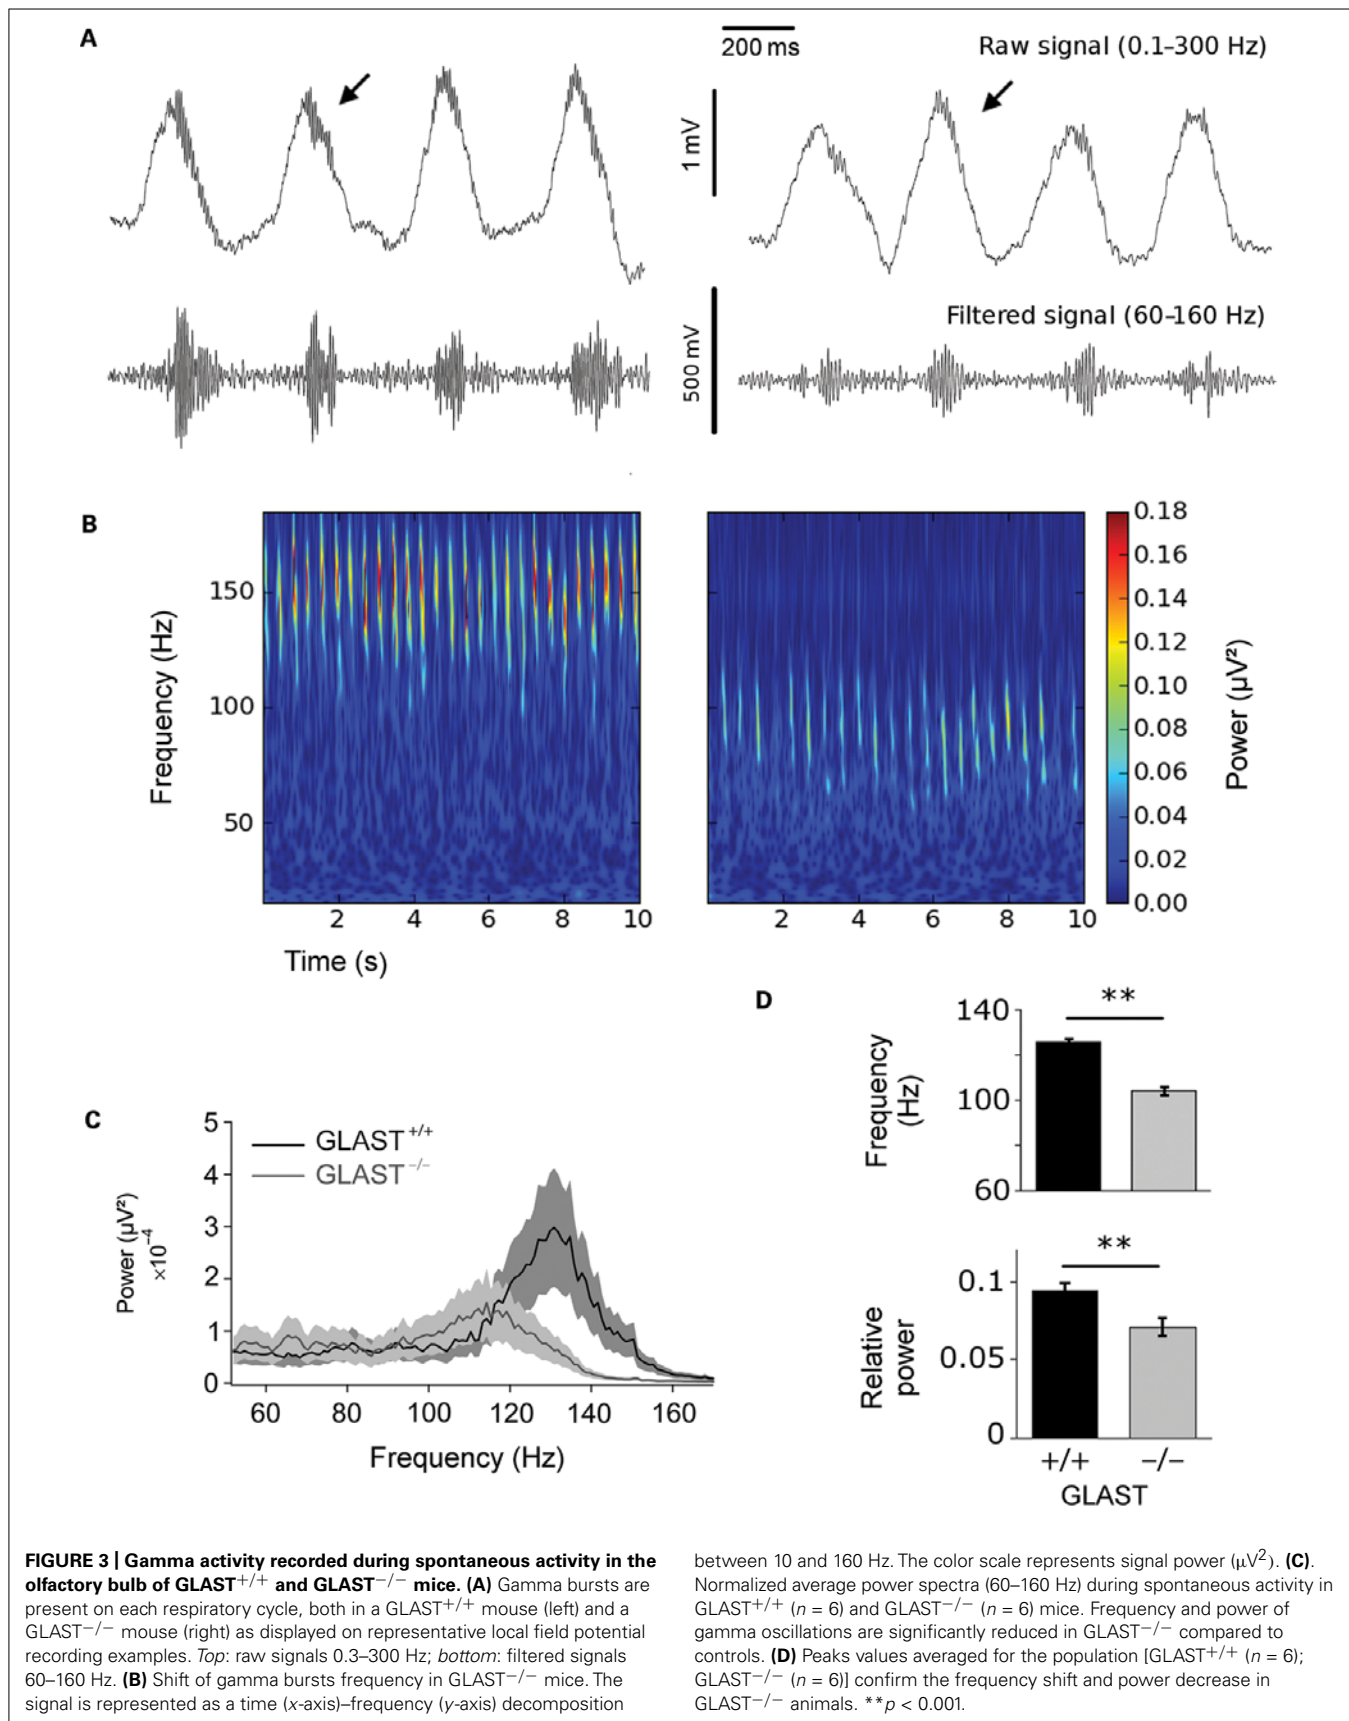 A
200 ms
Raw signal (0.1–300 Hz)
1 mV
Filtered signal (60–160 Hz)
500 mV
B
Frequency (Hz)
150
100
50
2 4 6 8 10
Time (s)
2 4 6 8 10
0.18
0.16
0.14
0.12
0.10
0.08
0.06
0.04
0.02
0.00
Power (µV²)
C
Power (µV²)
×10⁻⁴
5
4
3
2
1
0
GLAST+/+
GLAST−/−
60 80 100 120 140 160
Frequency (Hz)
D
Frequency
(Hz)
140
100
60
**
Relative
power
0.1
0.05
0
**
+/+ −/−
GLAST
FIGURE 3 | Gamma activity recorded during spontaneous activity in the
olfactory bulb of GLAST+/+ and GLAST−/− mice. (A) Gamma bursts are
present on each respiratory cycle, both in a GLAST+/+ mouse (left) and a
GLAST−/− mouse (right) as displayed on representative local field potential
recording examples. Top: raw signals 0.3–300 Hz; bottom: filtered signals
60–160 Hz. (B) Shift of gamma bursts frequency in GLAST−/− mice. The
signal is represented as a time (x-axis)–frequency (y-axis) decomposition
between 10 and 160 Hz. The color scale represents signal power (µV²). (C).
Normalized average power spectra (60–160 Hz) during spontaneous activity in
GLAST+/+ (n = 6) and GLAST−/− (n = 6) mice. Frequency and power of
gamma oscillations are significantly reduced in GLAST−/− compared to
controls. (D) Peaks values averaged for the population [GLAST+/+ (n = 6);
GLAST−/− (n = 6)] confirm the frequency shift and power decrease in
GLAST−/− animals. **p < 0.001.